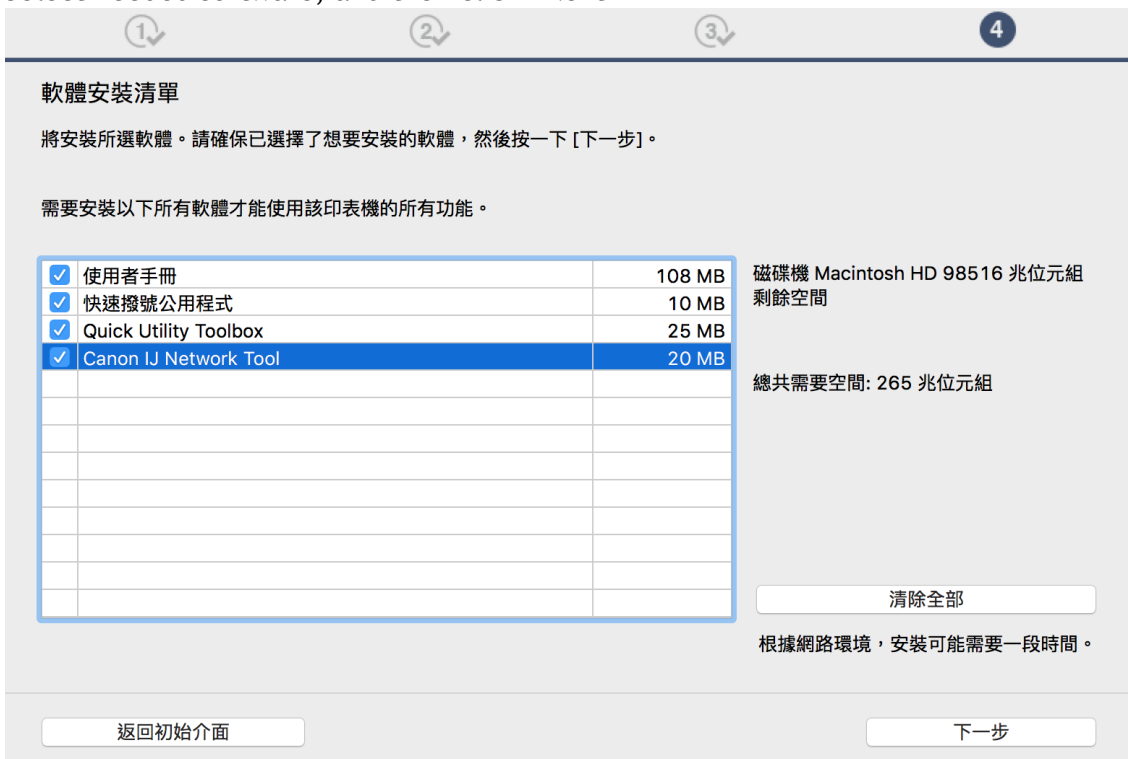 1
2
3
4
軟體安裝清單
將安裝所選軟體。請確保已選擇了想要安裝的軟體，然後按一下 [下一步]。
需要安裝以下所有軟體才能使用該印表機的所有功能。
使用者手冊 108 MB
快速撥號公用程式 10 MB
Quick Utility Toolbox 25 MB
Canon IJ Network Tool 20 MB
磁碟機 Macintosh HD 98516 兆位元組
剩餘空間
總共需要空間: 265 兆位元組
清除全部
根據網路環境，安裝可能需要一段時間。
返回初始介面
下一步